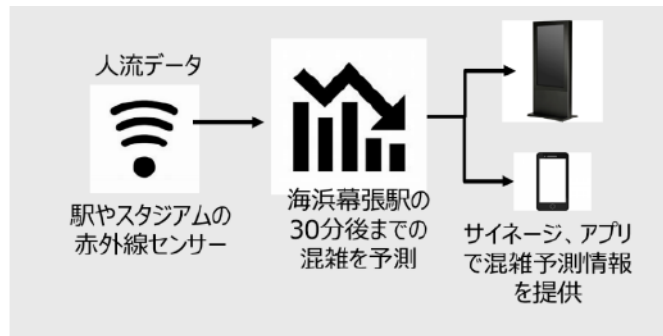 人流データ
駅やスタジアムの
赤外線センサー
海浜幕張駅の
30分後までの
混雑を予測
サイネージ、アプリ
で混雑予測情報
を提供